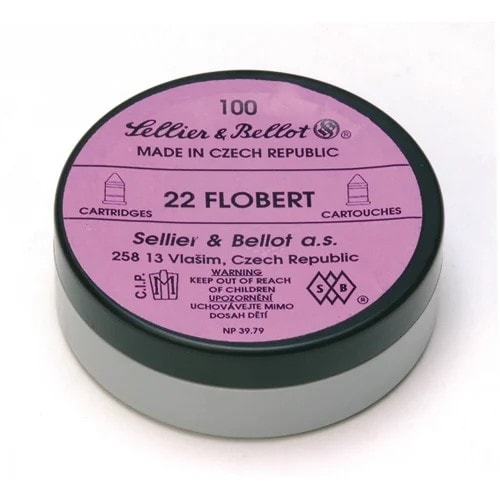 100
Sellier & Bellot SB ®
MADE IN CZECH REPUBLIC
22 FLOBERT
CARTRIDGES
CARTOUCHES
Sellier & Bellot a.s.
258 13 Vlašim, Czech Republic
C.I.P.
WARNING
KEEP OUT OF REACH
OF CHILDREN
UPOZORNĚNÍ
UCHOVÁVEJTE MIMO
DOSAH DĚTÍ
S B ®
NP 39.79